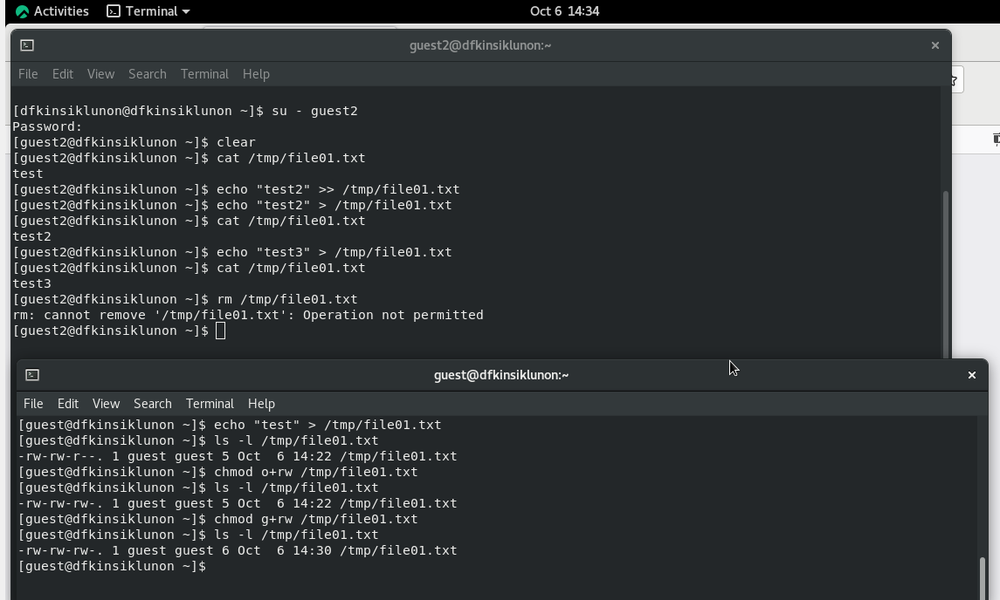 Activities Terminal Oct 6 14:34
guest2@dfkinsiklunon:~
File Edit View Search Terminal Help
[dfkinsiklunon@dfkinsiklunon ~]$ su - guest2
Password:
[guest2@dfkinsiklunon ~]$ clear
[guest2@dfkinsiklunon ~]$ cat /tmp/file01.txt
test
[guest2@dfkinsiklunon ~]$ echo "test2" >> /tmp/file01.txt
[guest2@dfkinsiklunon ~]$ echo "test2" > /tmp/file01.txt
[guest2@dfkinsiklunon ~]$ cat /tmp/file01.txt
test2
[guest2@dfkinsiklunon ~]$ echo "test3" > /tmp/file01.txt
[guest2@dfkinsiklunon ~]$ cat /tmp/file01.txt
test3
[guest2@dfkinsiklunon ~]$ rm /tmp/file01.txt
rm: cannot remove '/tmp/file01.txt': Operation not permitted
[guest2@dfkinsiklunon ~]$
guest@dfkinsiklunon:~
File Edit View Search Terminal Help
[guest@dfkinsiklunon ~]$ echo "test" > /tmp/file01.txt
[guest@dfkinsiklunon ~]$ ls -l /tmp/file01.txt
-rw-rw-r--. 1 guest guest 5 Oct  6 14:22 /tmp/file01.txt
[guest@dfkinsiklunon ~]$ chmod o+rw /tmp/file01.txt
[guest@dfkinsiklunon ~]$ ls -l /tmp/file01.txt
-rw-rw-rw-. 1 guest guest 5 Oct  6 14:22 /tmp/file01.txt
[guest@dfkinsiklunon ~]$ chmod g+rw /tmp/file01.txt
[guest@dfkinsiklunon ~]$ ls -l /tmp/file01.txt
-rw-rw-rw-. 1 guest guest 6 Oct  6 14:30 /tmp/file01.txt
[guest@dfkinsiklunon ~]$